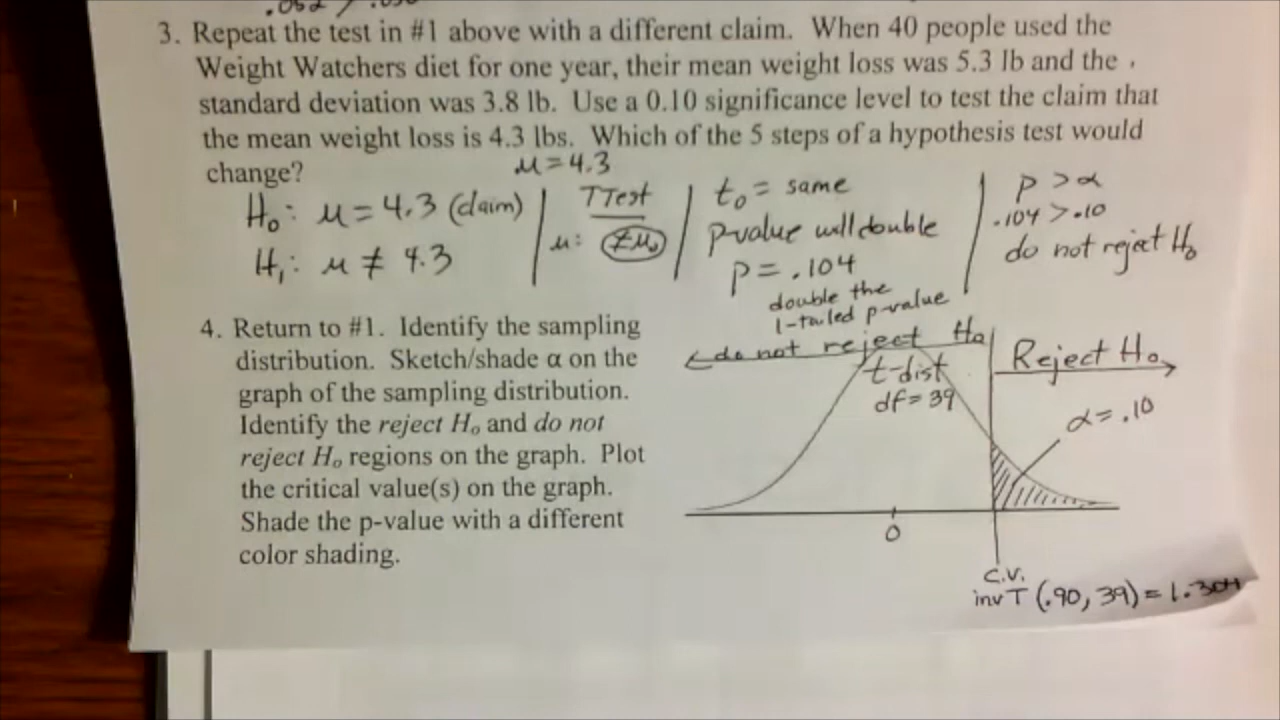 3. Repeat the test in #1 above with a different claim. When 40 people used the
Weight Watchers diet for one year, their mean weight loss was 5.3 lb and the
standard deviation was 3.8 lb. Use a 0.10 significance level to test the claim that
the mean weight loss is 4.3 lbs. Which of the 5 steps of a hypothesis test would
change?
μ = 4.3
H₀: μ = 4.3 (claim)
H₁: μ ≠ 4.3
TTest
μ: ≠μ₀
t₀ = same
p-value will double
p = .104
double the
1-tailed p-value
p > α
.104 > .10
do not reject H₀
4. Return to #1. Identify the sampling
distribution. Sketch/shade α on the
graph of the sampling distribution.
Identify the reject H₀ and do not
reject H₀ regions on the graph. Plot
the critical value(s) on the graph.
Shade the p-value with a different
color shading.
do not reject H₀
Reject H₀
t-dist
df = 39
α = .10
0
C.V.
invT (.90, 39) = 1.304